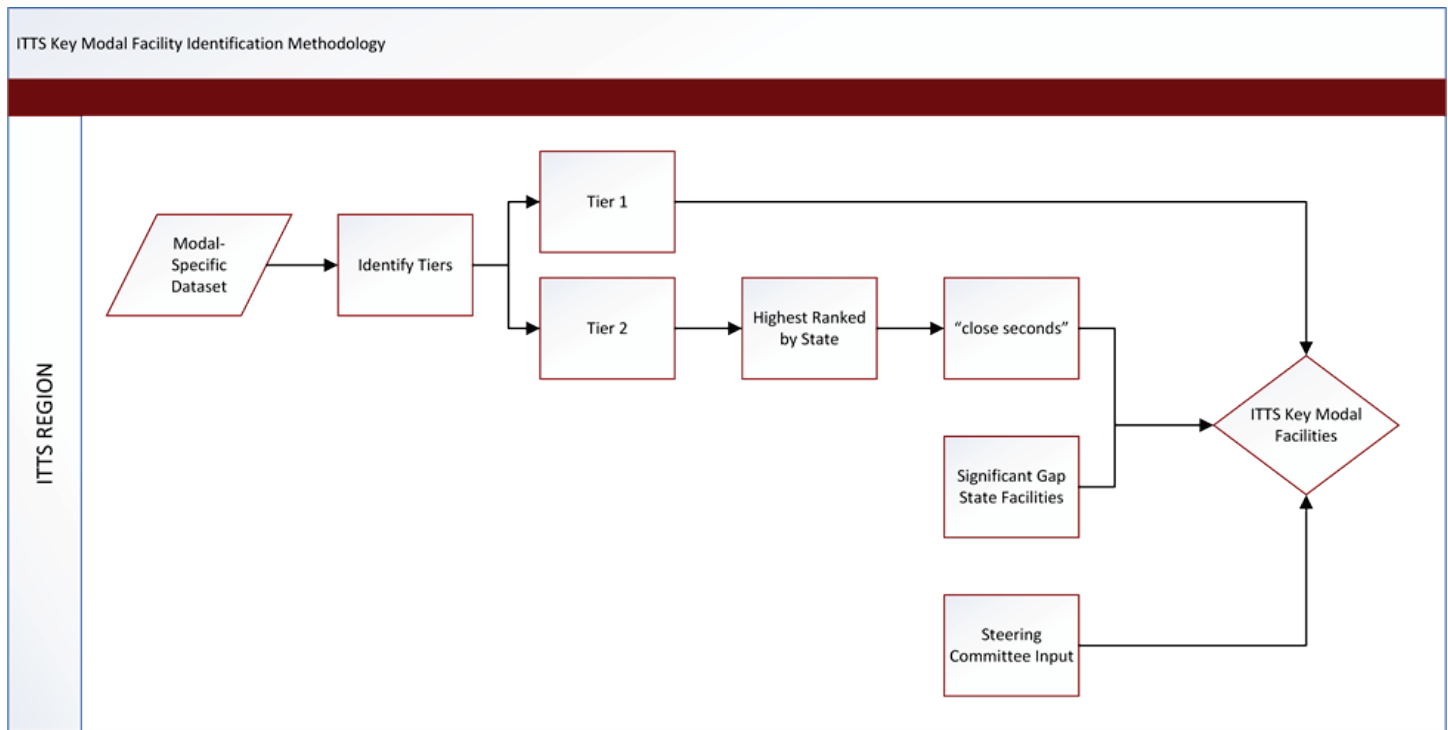 ITTS Key Modal Facility Identification Methodology
ITTS REGION
Modal-
Specific
Dataset
Identify Tiers
Tier 1
Tier 2
Highest Ranked
by State
“close seconds”
Significant Gap
State Facilities
Steering
Committee Input
ITTS Key Modal
Facilities